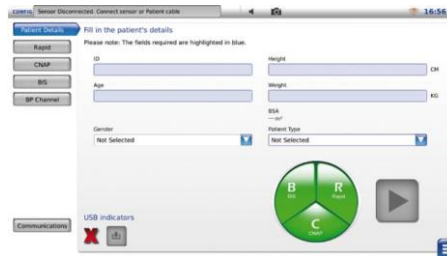 CONFIG Sensor Disconnected. Connect sensor or Patient cable
16:56
Patient Details
Fill in the patient's details
Rapid
Please note: The fields required are highlighted in blue.
CNAP
ID
Height
CM
BIS
Age
Weight
KG
BP Channel
BSA
--- m²
Gender
Patient Type
Not Selected
Not Selected
B
BIS
R
Rapid
C
CNAP
Communications
USB indicators